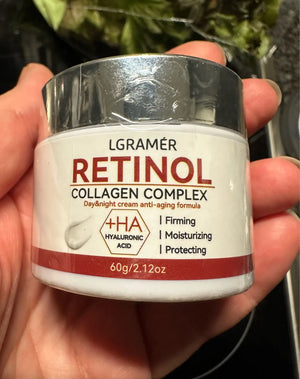 LGRAMÉR
RETINOL
COLLAGEN COMPLEX
Day&night cream anti-aging formula
+HA
HYALURONIC
ACID
Firming
Moisturizing
Protecting
60g/2.12oz